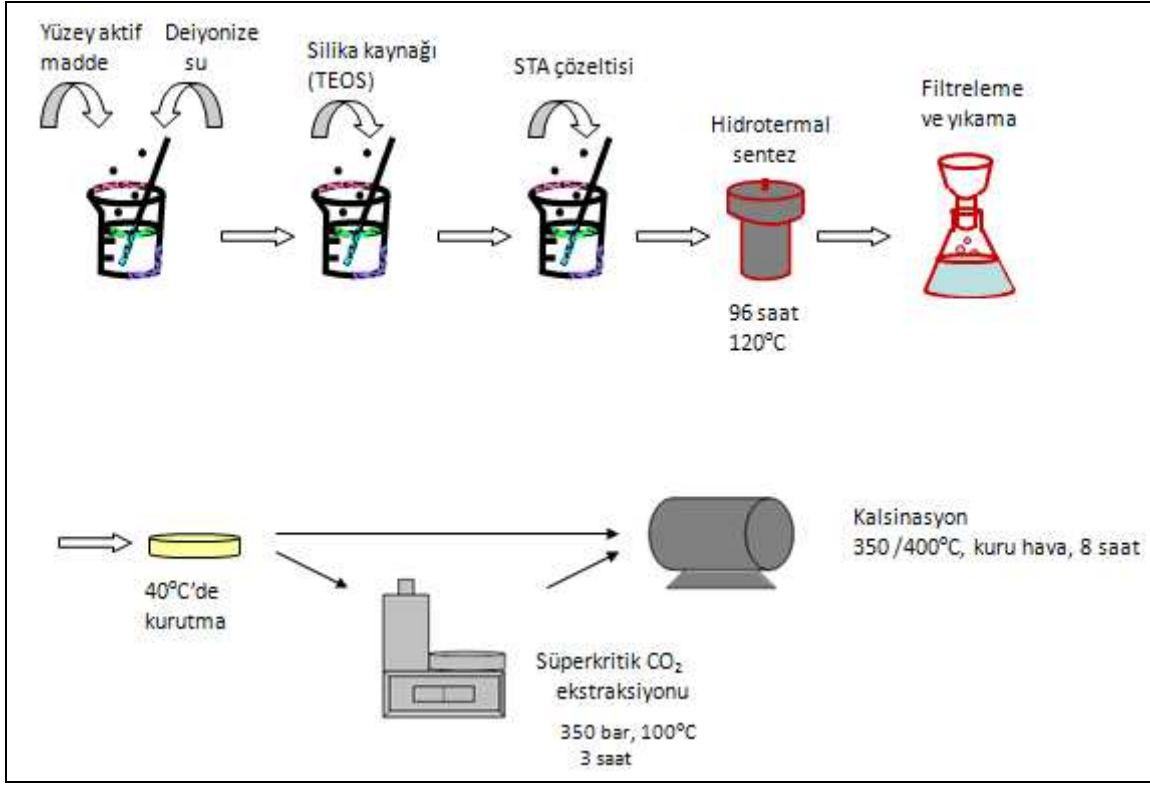 Yüzey aktif
madde
Deiyonize
su
Silika kaynağı
(TEOS)
STA çözeltisi
Hidrotermal
sentez
Filtreleme
ve yıkama
96 saat
120°C
40°C'de
kurutma
Süperkritik CO₂
ekstraksiyonu
350 bar, 100°C
3 saat
Kalsinasyon
350 /400°C, kuru hava, 8 saat